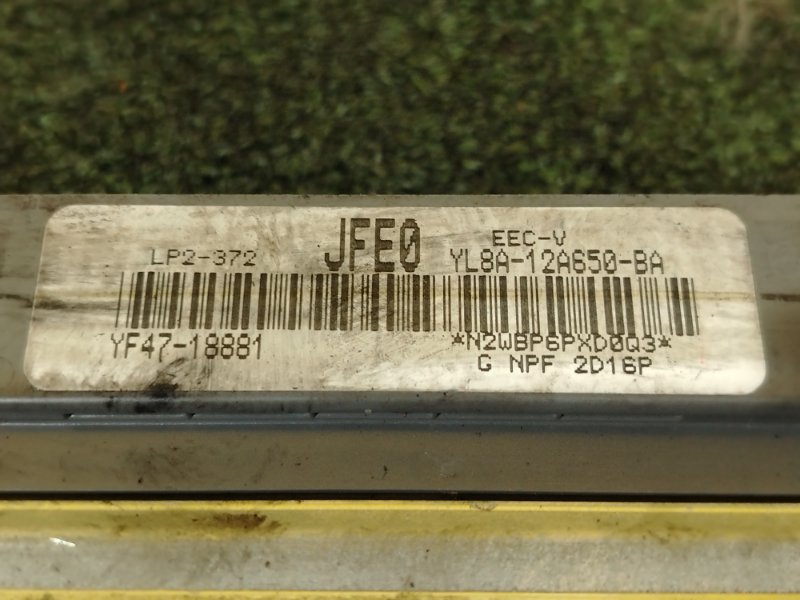 JFE0 EEC-V
LP2-372 YL8A-12A650-BA
YF47-18881 *N2WBP6PXD0Q3*
G NPF 2D16P